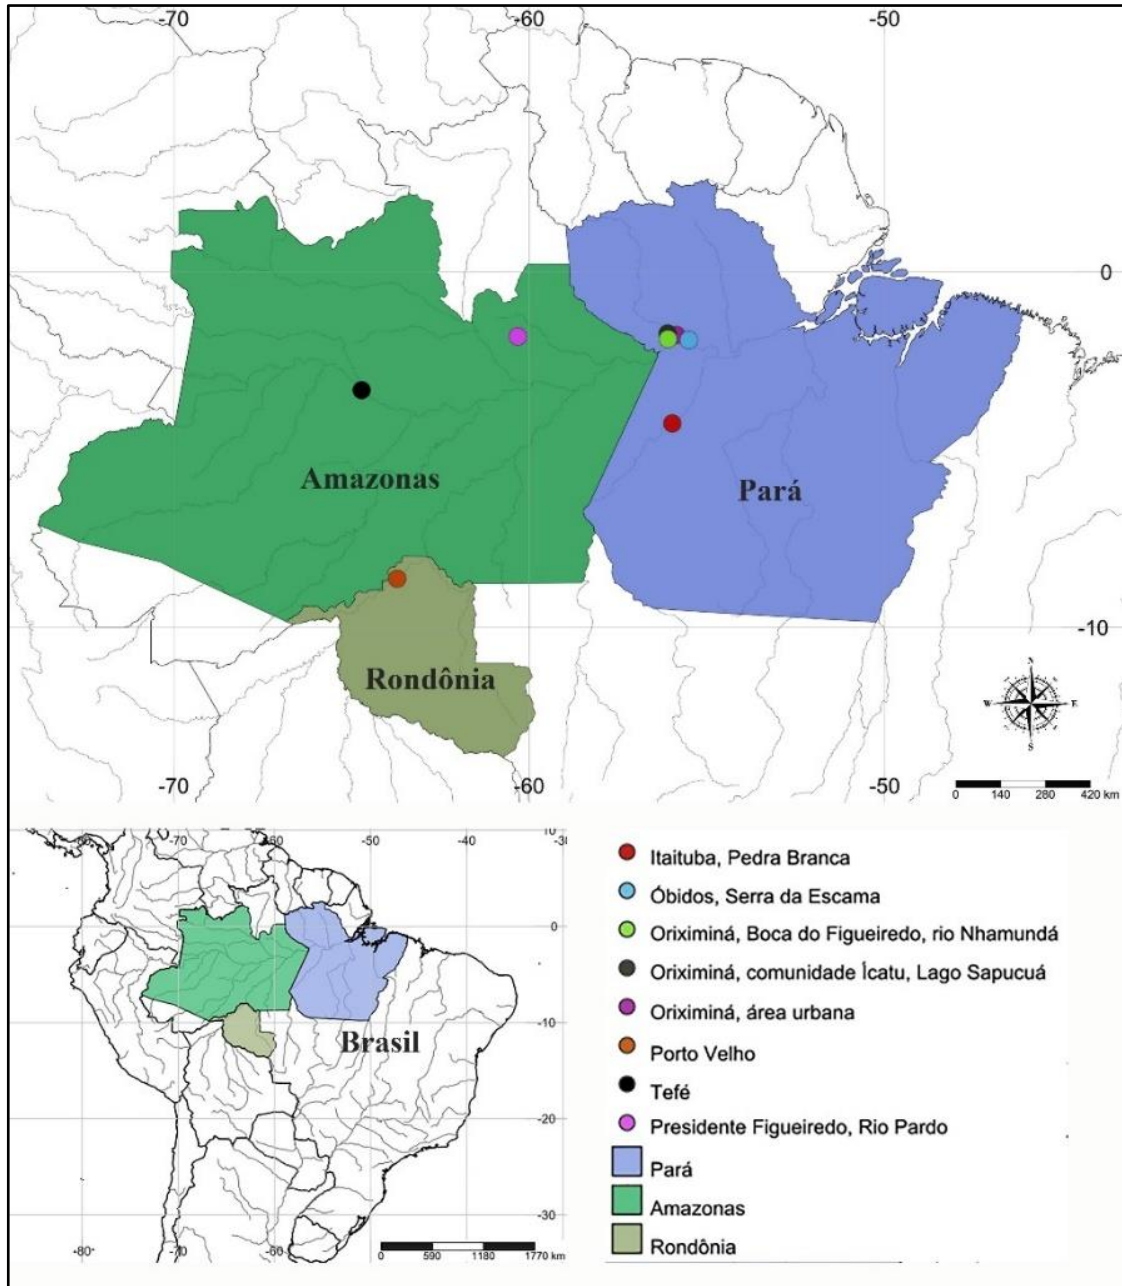 -70 -60 -50
0
Amazonas
Pará
-10
Rondônia
N
W E
S
-70 -60 -50
0 140 280 420 km
-70 -60 -50 -40
0
-10
Brasil
-20
-30
-80 -70 -60
0 590 1180 1770 km
Itaituba, Pedra Branca
Óbidos, Serra da Escama
Oriximiná, Boca do Figueiredo, rio Nhamundá
Oriximiná, comunidade Ícatu, Lago Sapucuá
Oriximiná, área urbana
Porto Velho
Tefé
Presidente Figueiredo, Rio Pardo
Pará
Amazonas
Rondônia